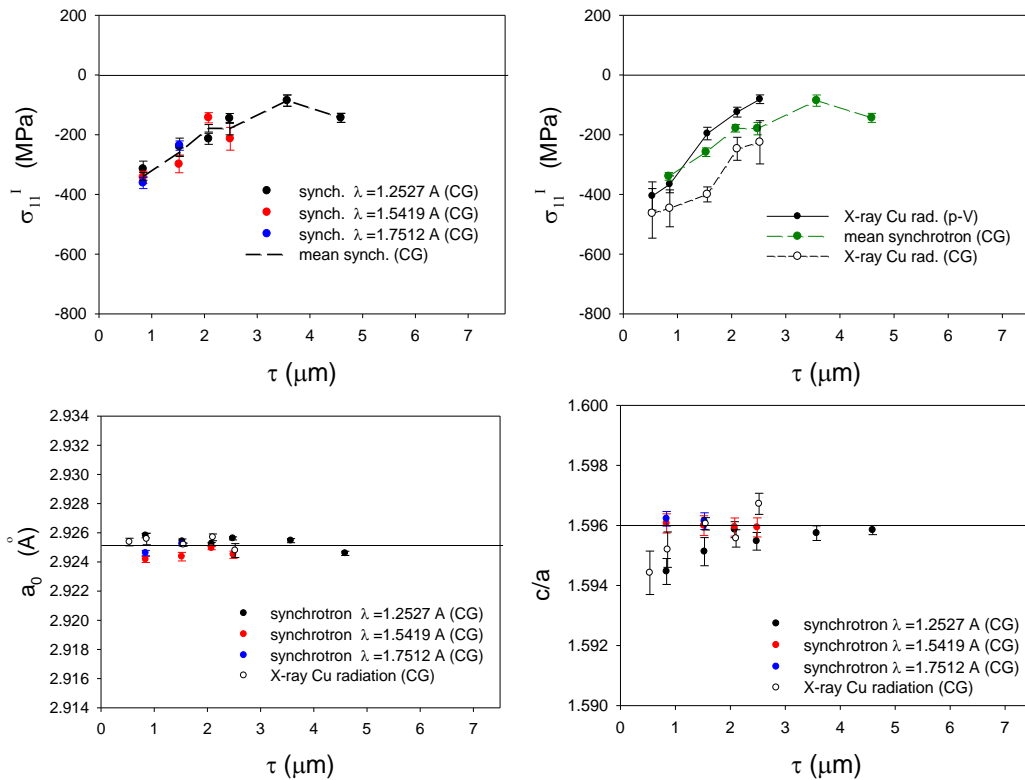 200
0
-200
-400
-600
-800
σ11^I (MPa)
synch. λ =1.2527 A (CG)
synch. λ =1.5419 A (CG)
synch. λ =1.7512 A (CG)
mean synch. (CG)
0 1 2 3 4 5 6 7
τ (μm)
200
0
-200
-400
-600
-800
σ11^I (MPa)
X-ray Cu rad. (p-V)
mean synchrotron (CG)
X-ray Cu rad. (CG)
0 1 2 3 4 5 6 7
τ (μm)
2.934
2.932
2.930
2.928
2.926
2.924
2.922
2.920
2.918
2.916
2.914
a0 (Å)
synchrotron λ =1.2527 A (CG)
synchrotron λ =1.5419 A (CG)
synchrotron λ =1.7512 A (CG)
X-ray Cu radiation (CG)
0 1 2 3 4 5 6 7
τ (μm)
1.600
1.598
1.596
1.594
1.592
1.590
c/a
synchrotron λ =1.2527 A (CG)
synchrotron λ =1.5419 A (CG)
synchrotron λ =1.7512 A (CG)
X-ray Cu radiation (CG)
0 1 2 3 4 5 6 7
τ (μm)